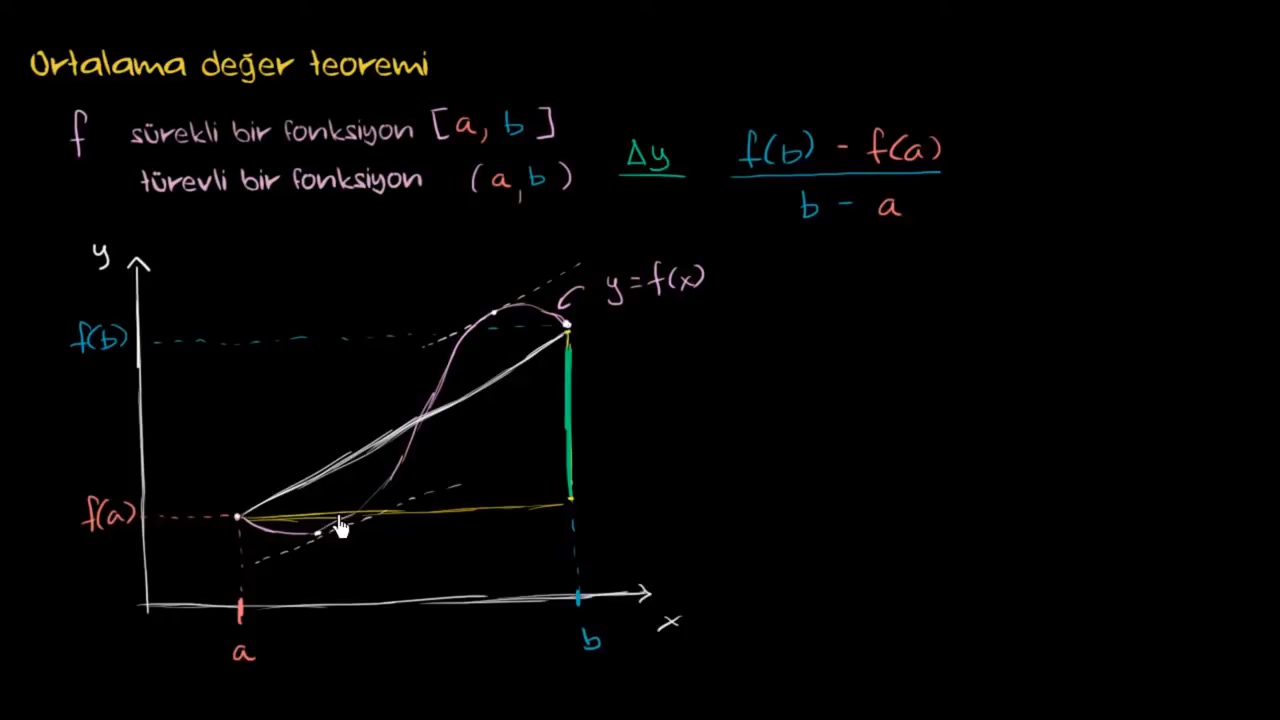 Ortalama değer teoremi
f sürekli bir fonksiyon [a, b]
türevli bir fonksiyon (a, b)
Δy
f(b) - f(a)
b - a
y
y = f(x)
f(b)
f(a)
x
a
b